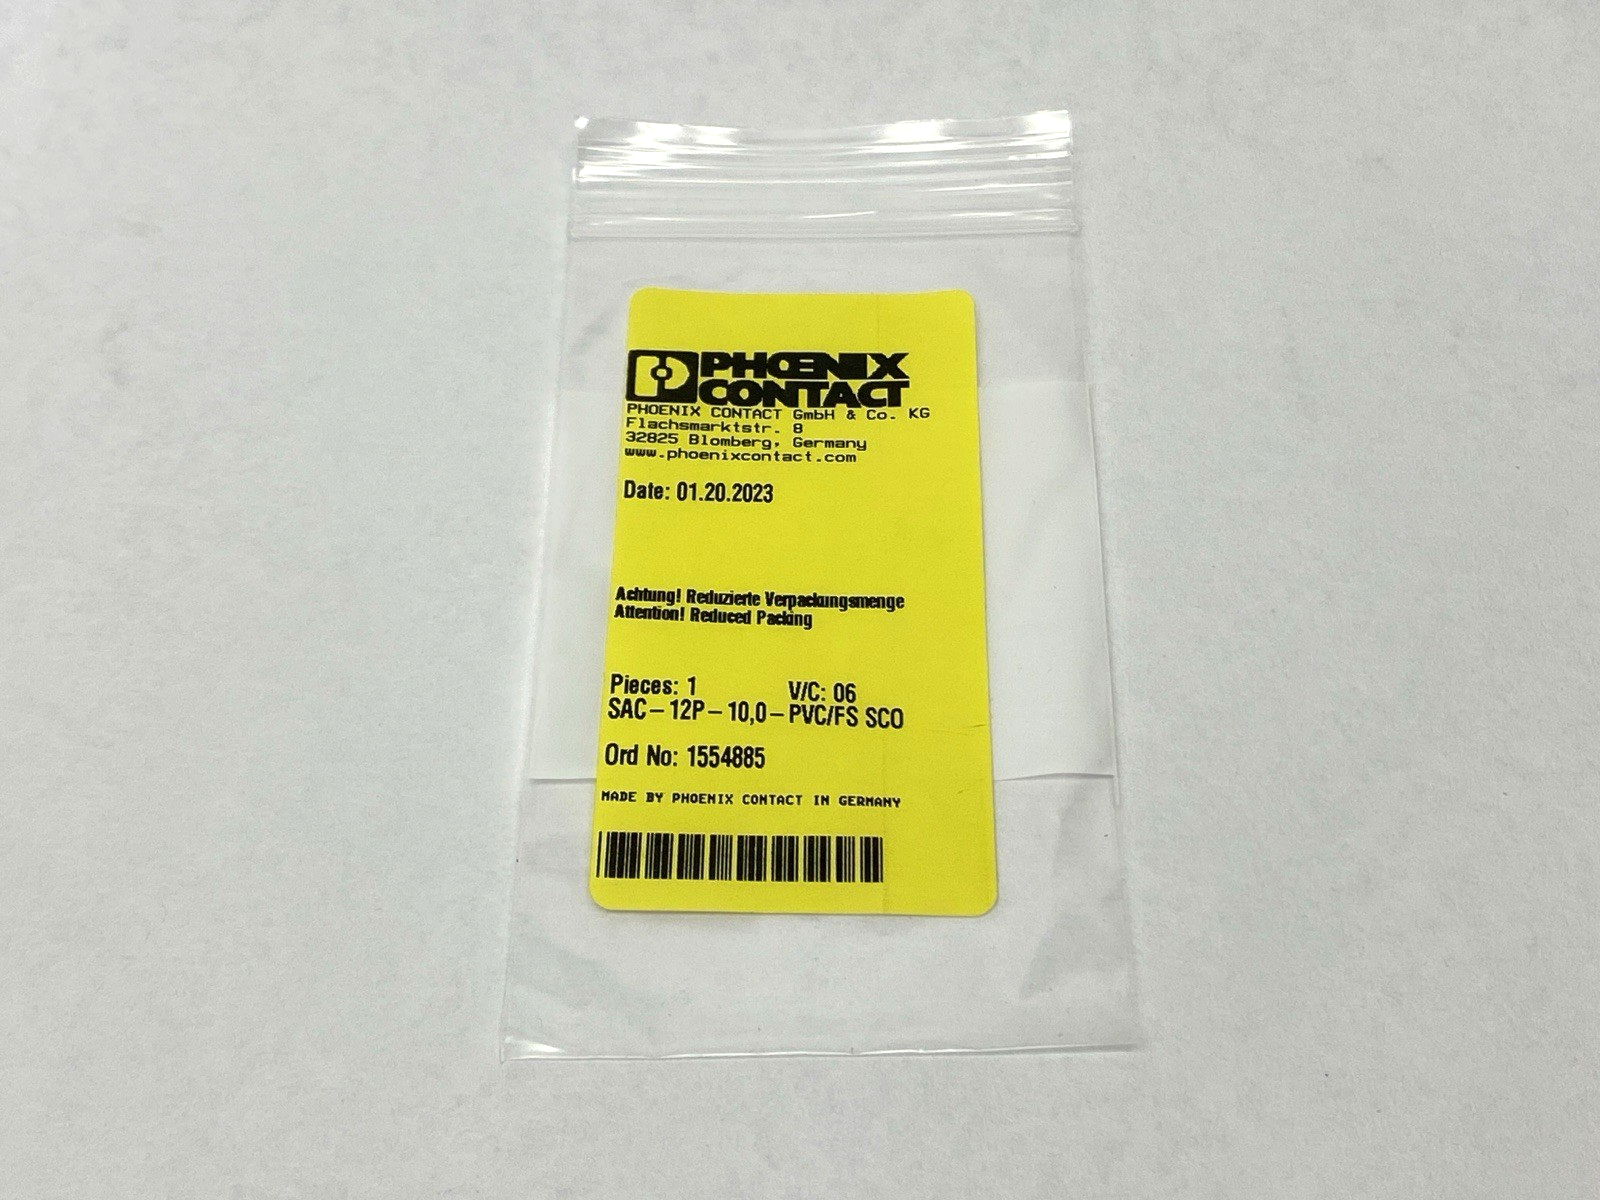 PHOENIX
CONTACT
PHOENIX CONTACT GmbH & Co. KG
Flachsmarktstr. 8
32825 Blomberg, Germany
www.phoenixcontact.com
Date: 01.20.2023
Achtung! Reduzierte Verpackungsmenge
Attention! Reduced Packing
Pieces: 1 V/C: 06
SAC-12P-10,0-PVC/FS SCO
Ord No: 1554885
MADE BY PHOENIX CONTACT IN GERMANY